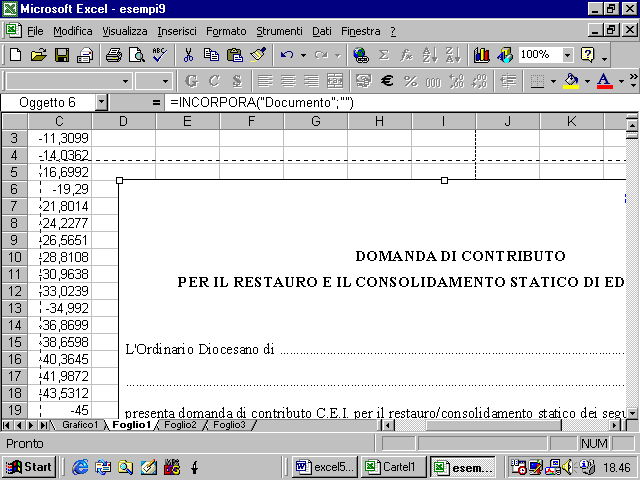 Microsoft Excel - esempi9
File Modifica Visualizza Inserisci Formato Strumenti Dati Finestra ?
100%
G C S % 000
Oggetto 6 = =INCORPORA("Documento";"")
C D E F G H I J K
3 -11,3099
4 -14,0362
5 -16,6992
6 -19,29
7 -21,8014
8 -24,2277
9 -26,5651
10 -28,8108 DOMANDA DI CONTRIBUTO
11 -30,9638 PER IL RESTAURO E IL CONSOLIDAMENTO STATICO DI ED
12 -33,0239
13 -34,992
14 -36,8699
15 -38,6598 L'Ordinario Diocesano di
16 -40,3645
17 -41,9872
18 -43,5312
19 -45 presenta domanda di contributo C.E.I. per il restauro/consolidamento statico dei segu
Grafico1 Foglio1 Foglio2 Foglio3
Pronto NUM
Start excel5... Cartel1 esem... 18.46